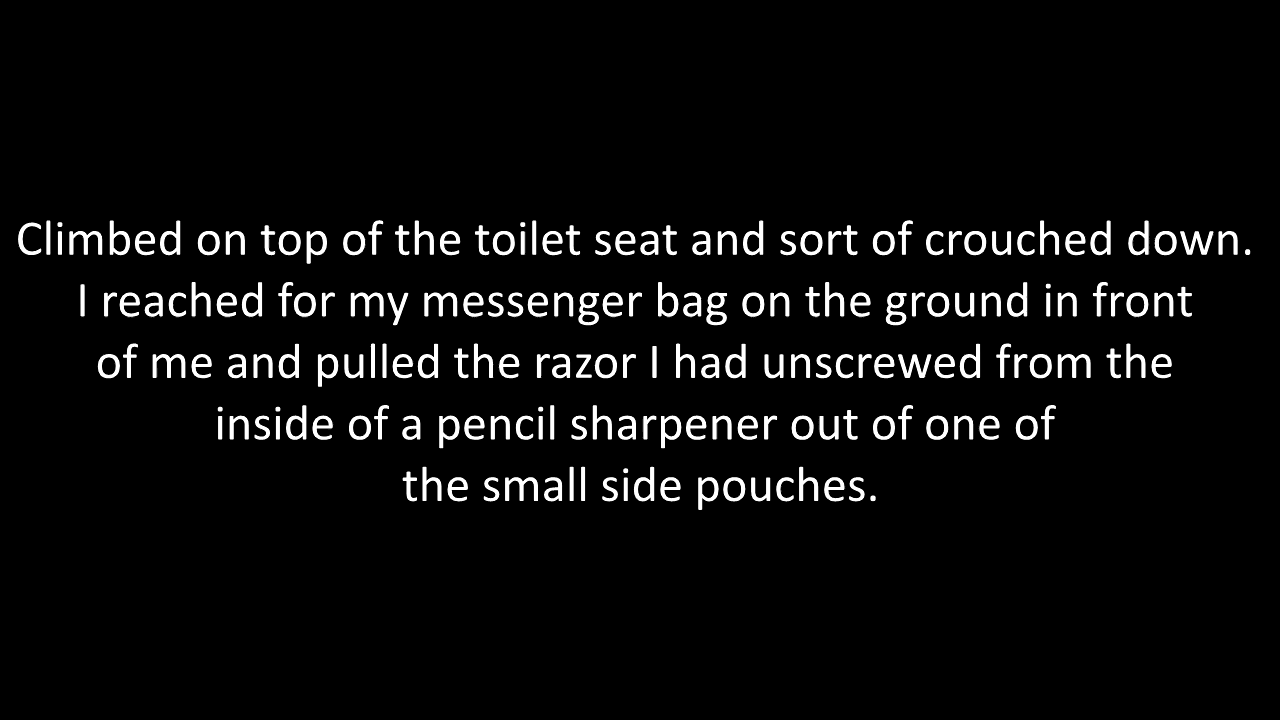 Climbed on top of the toilet seat and sort of crouched down.
I reached for my messenger bag on the ground in front
of me and pulled the razor I had unscrewed from the
inside of a pencil sharpener out of one of
the small side pouches.